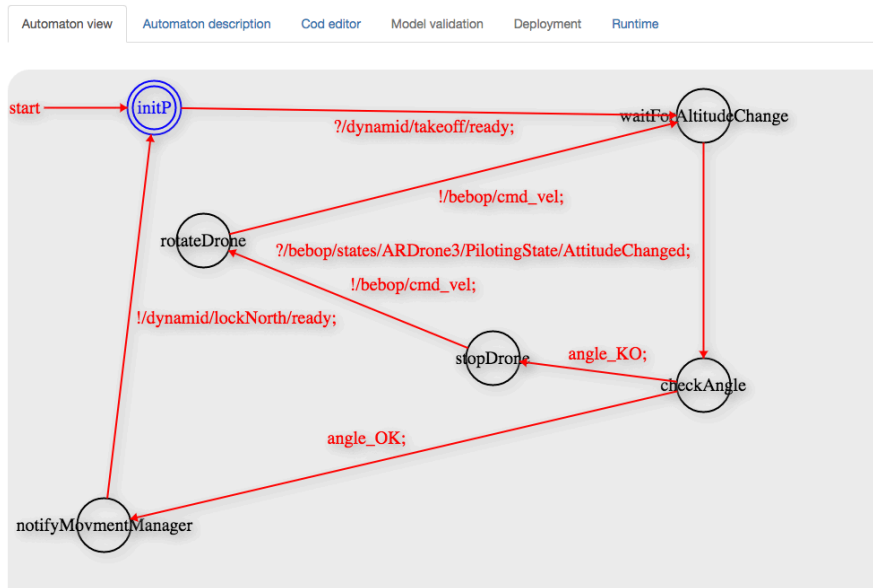 Automaton view
Automaton description
Cod editor
Model validation
Deployment
Runtime
start
initP
waitForAltitudeChange
?/dynamid/takeoff/ready;
!/bebop/cmd_vel;
rotateDrone
?/bebop/states/ARDrone3/PilotingState/AttitudeChanged;
!/bebop/cmd_vel;
!/dynamid/lockNorth/ready;
stopDrone
angle_KO;
checkAngle
angle_OK;
notifyMovmentManager